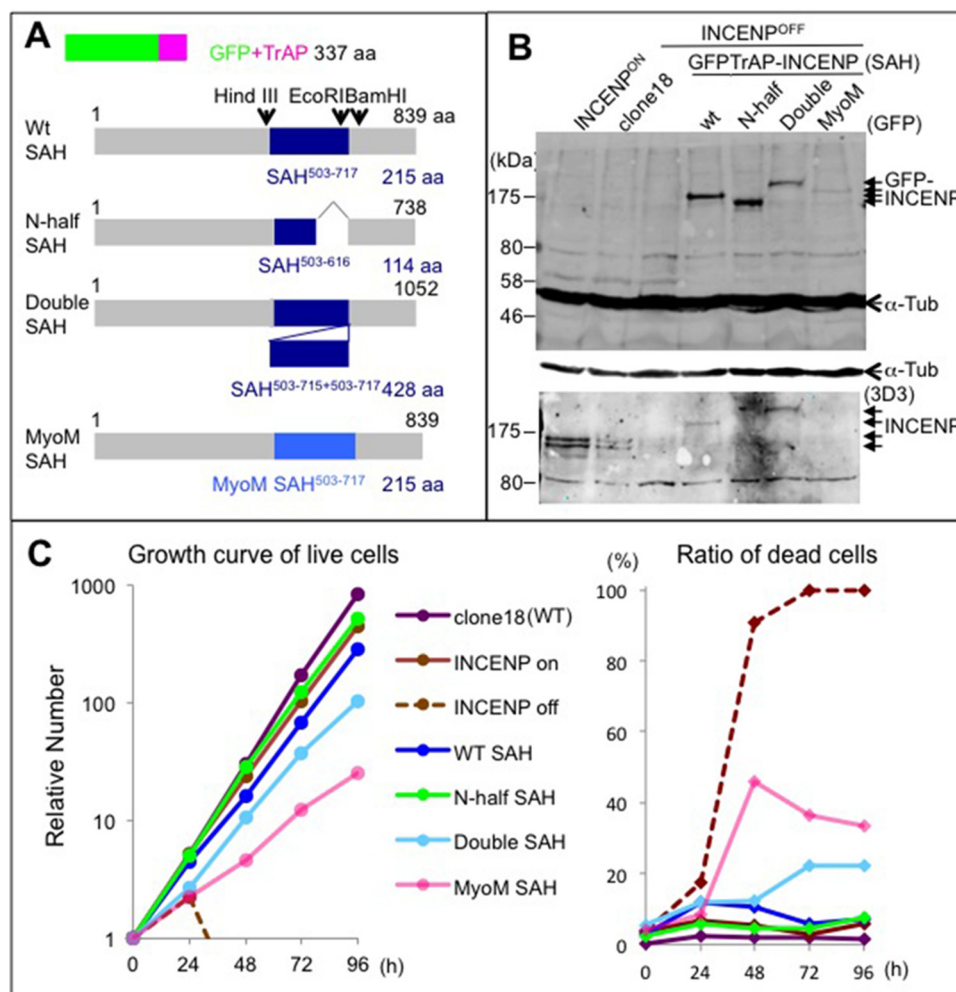 A
GFP+TrAP 337 aa
Hind III EcoRI BamHI
1 839 aa
Wt
SAH
SAH503-717 215 aa
1 738
N-half
SAH
SAH503-616 114 aa
1052
Double 1
SAH
SAH503-715+503-717 428 aa
1 839
MyoM
SAH
MyoM SAH503-717 215 aa
B
INCENPOFF
GFPTrAP-INCENP (SAH)
INCENPON
clone18
wt
N-half
Double
MyoM
(GFP)
(kDa)
GFP-
INCENP
175
80
58
46
α-Tub
α-Tub
(3D3)
INCENP
175
80
C
Growth curve of live cells
Relative Number
1000
100
10
1
0 24 48 72 96 (h)
clone18(WT)
INCENP on
INCENP off
WT SAH
N-half SAH
Double SAH
MyoM SAH
Ratio of dead cells
(%)
100
80
60
40
20
0
0 24 48 72 96 (h)